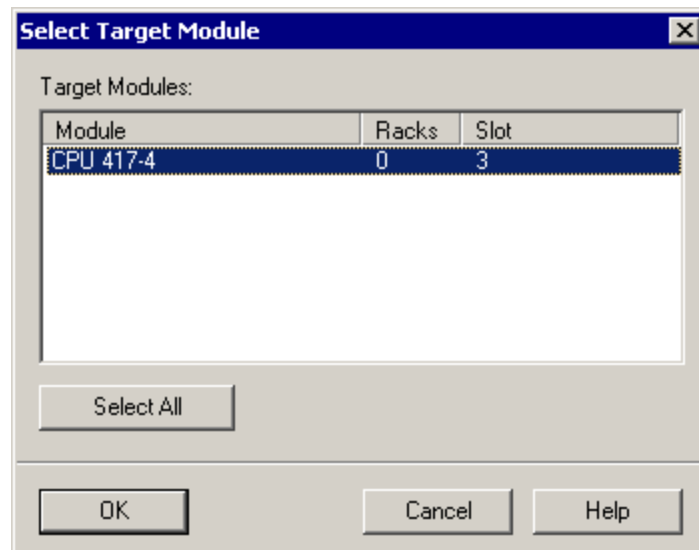 Select Target Module
Target Modules:
Module Racks Slot
CPU 417-4 0 3
Select All
OK Cancel Help